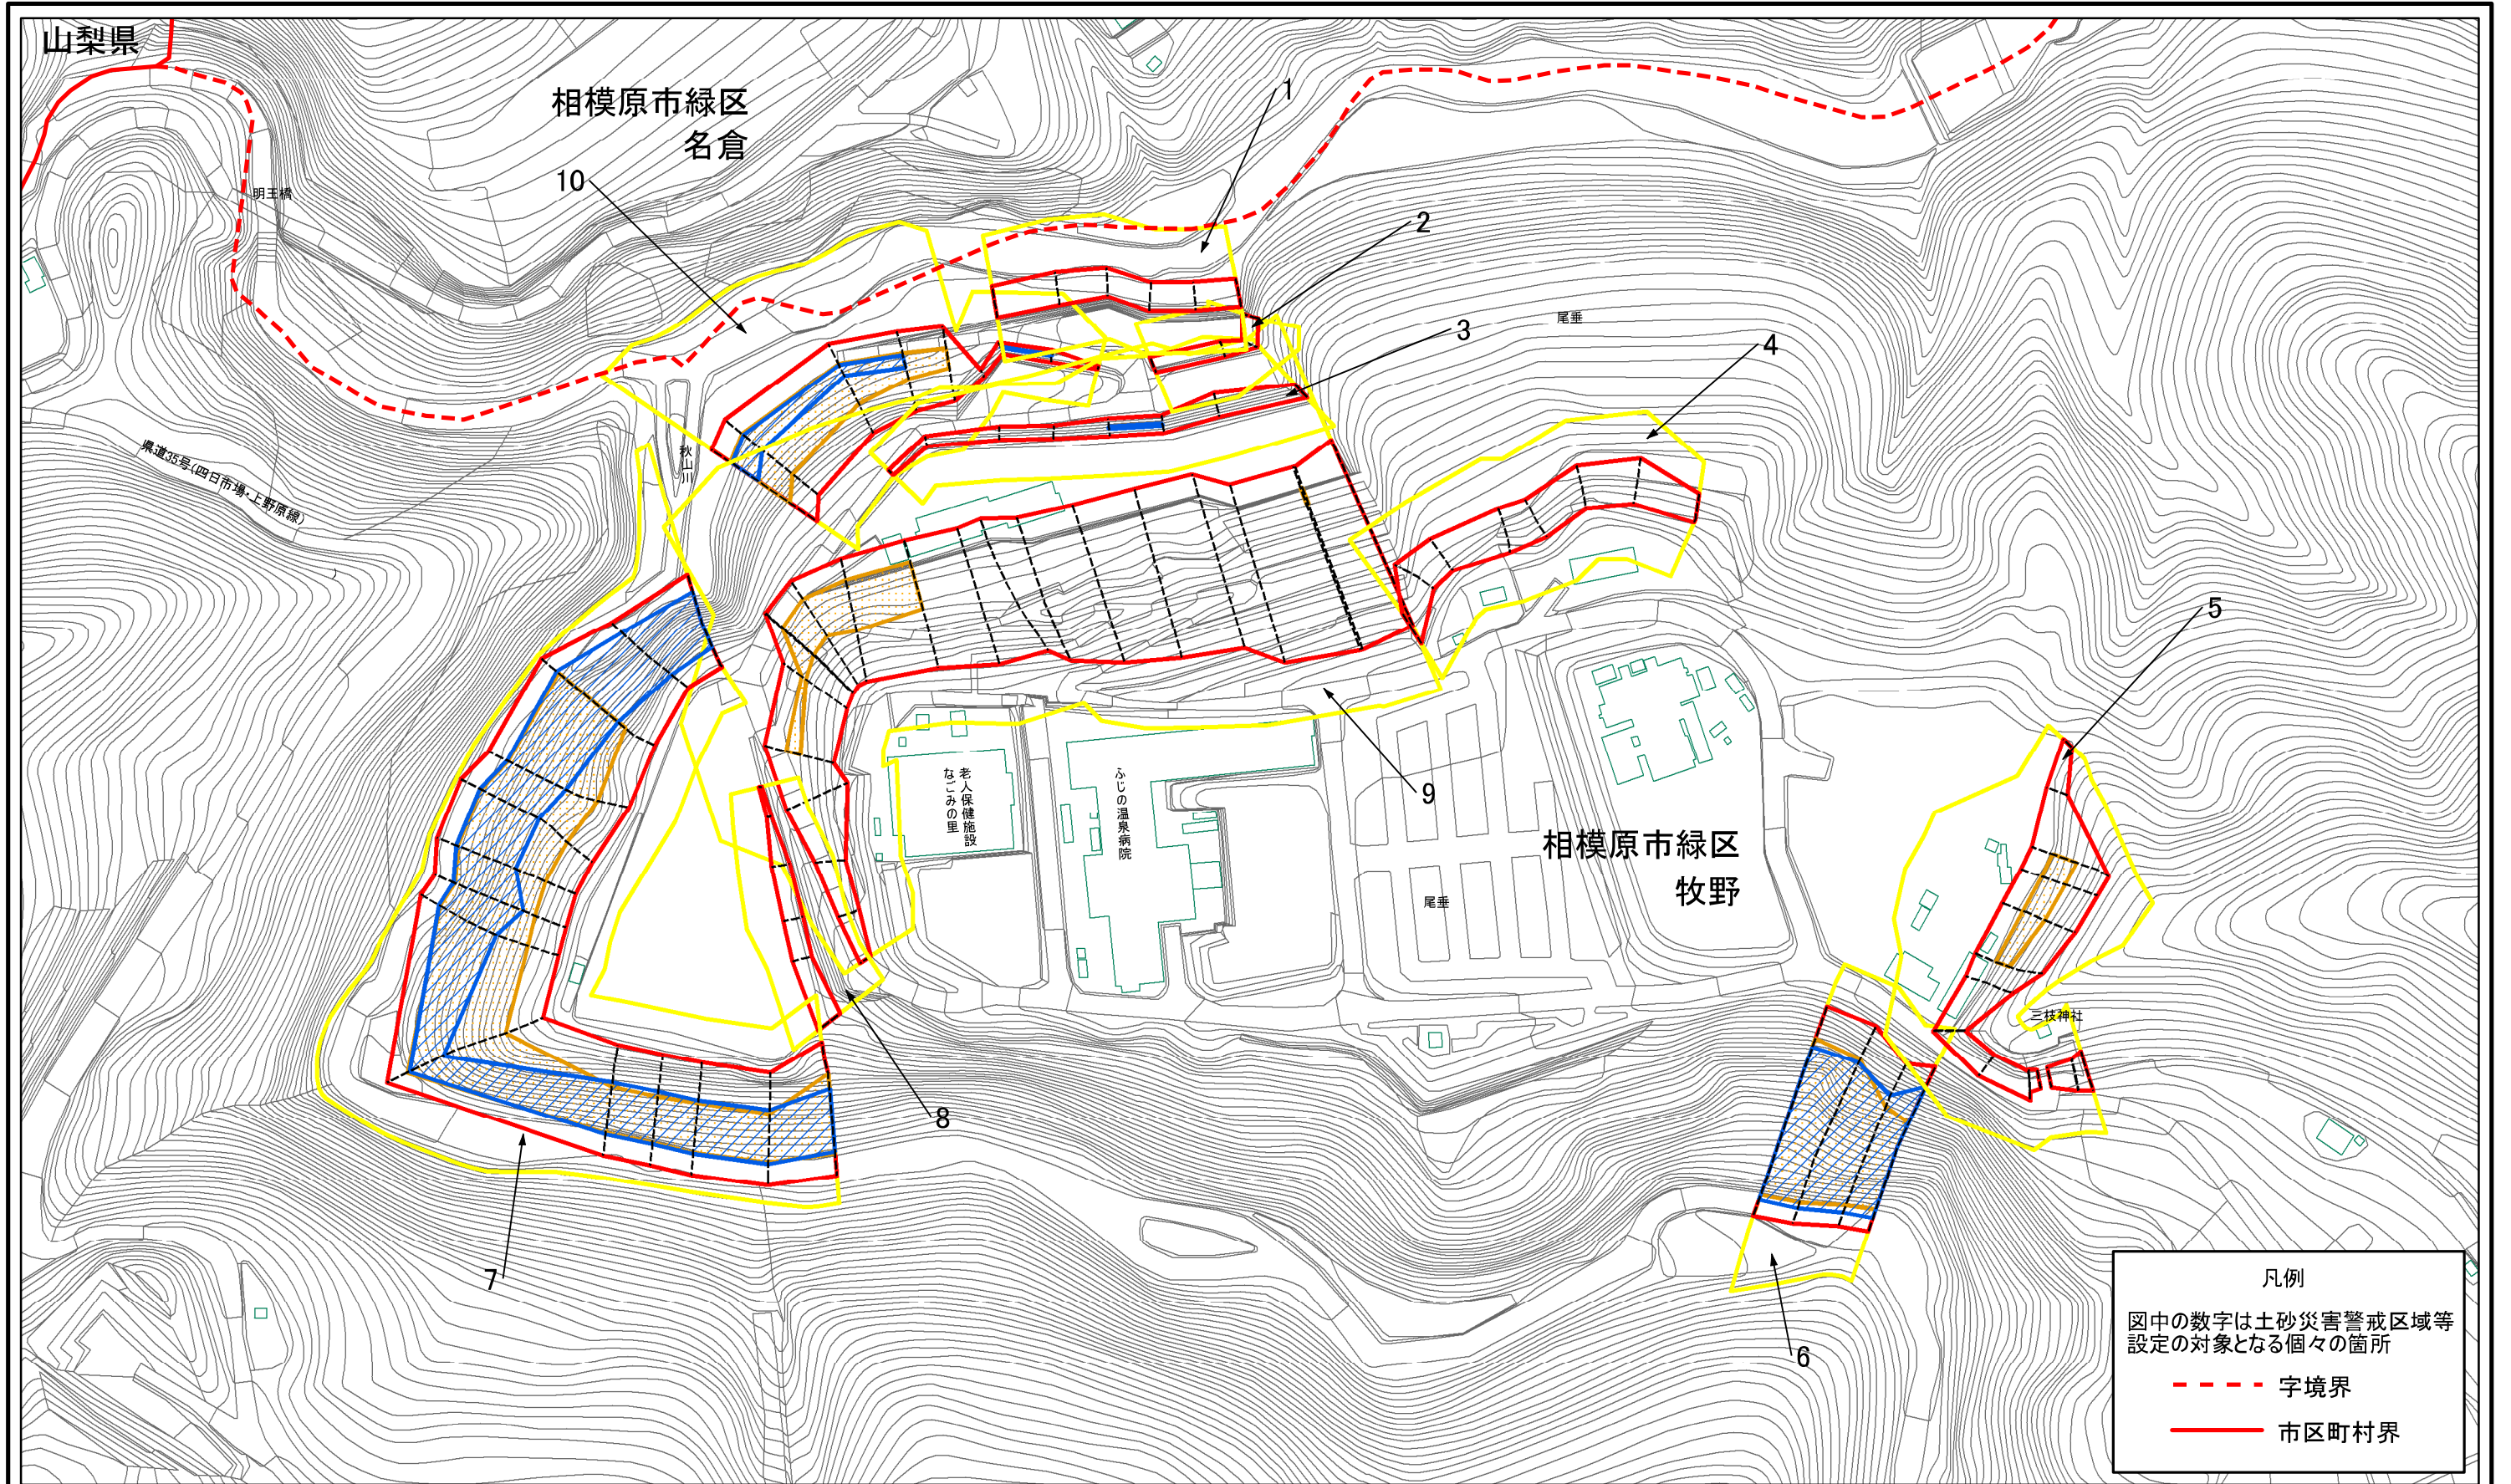 山梨県
相模原市緑区
名倉
1
10
明王橋
2
3
尾垂
4
県道35号(四日市場・上野原線)
秋山川
5
老人保健施設
なごみの里
ふじの温泉病院
9
相模原市緑区
牧野
尾垂
三枝神社
8
7
6
凡例
図中の数字は土砂災害警戒区域等
設定の対象となる個々の箇所
字境界
市区町村界